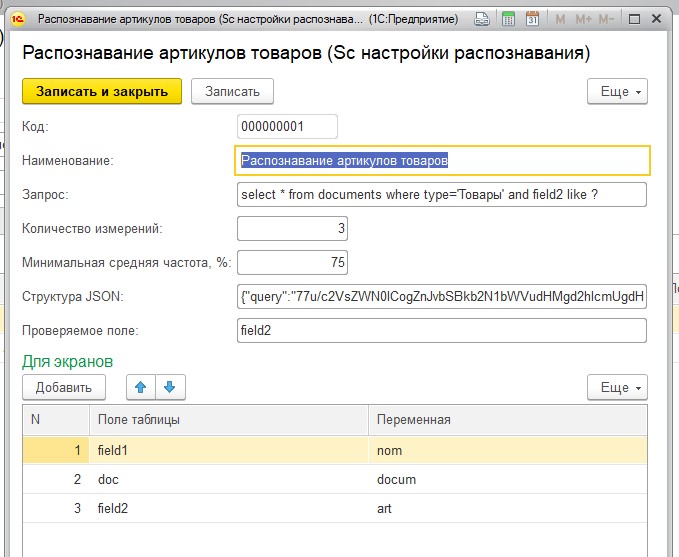 Распознавание артикулов товаров (Sc настройки распознава... (1С:Предприятие)
M M+ M-
Распознавание артикулов товаров (Sc настройки распознавания)
Записать и закрыть Записать Еще
Код: 000000001
Наименование: Распознавание артикулов товаров
Запрос: select * from documents where type='Товары' and field2 like ?
Количество измерений: 3
Минимальная средняя частота, %: 75
Структура JSON: {"query":"77u/c2VsZWN0ICogZnJvbSBkb2N1bWVudHMgd2hlcmUgdH
Проверяемое поле: field2
Для экранов
Добавить Еще
N Поле таблицы Переменная
1 field1 nom
2 doc docum
3 field2 art